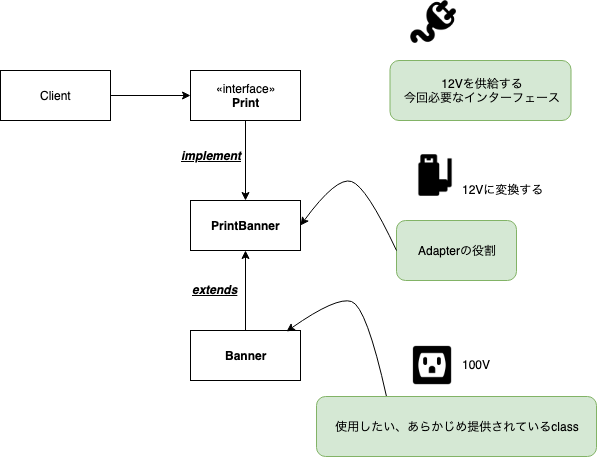 12Vを供給する
今回必要なインターフェース
Client
«interface»
Print
implement
12Vに変換する
PrintBanner
Adapterの役割
extends
Banner
100V
使用したい、あらかじめ提供されているclass